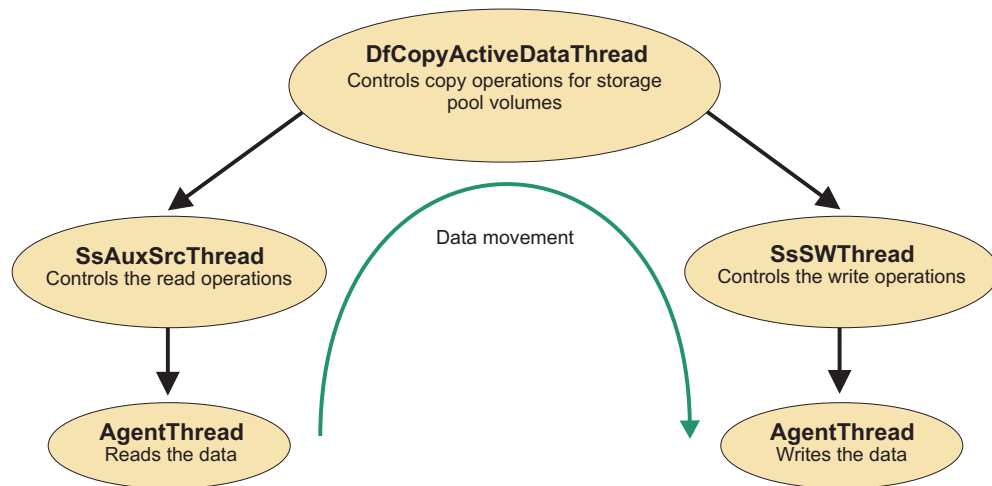 DfCopyActiveDataThread
Controls copy operations for storage
pool volumes
Data movement
SsAuxSrcThread
Controls the read operations
SsSWThread
Controls the write operations
AgentThread
Reads the data
AgentThread
Writes the data